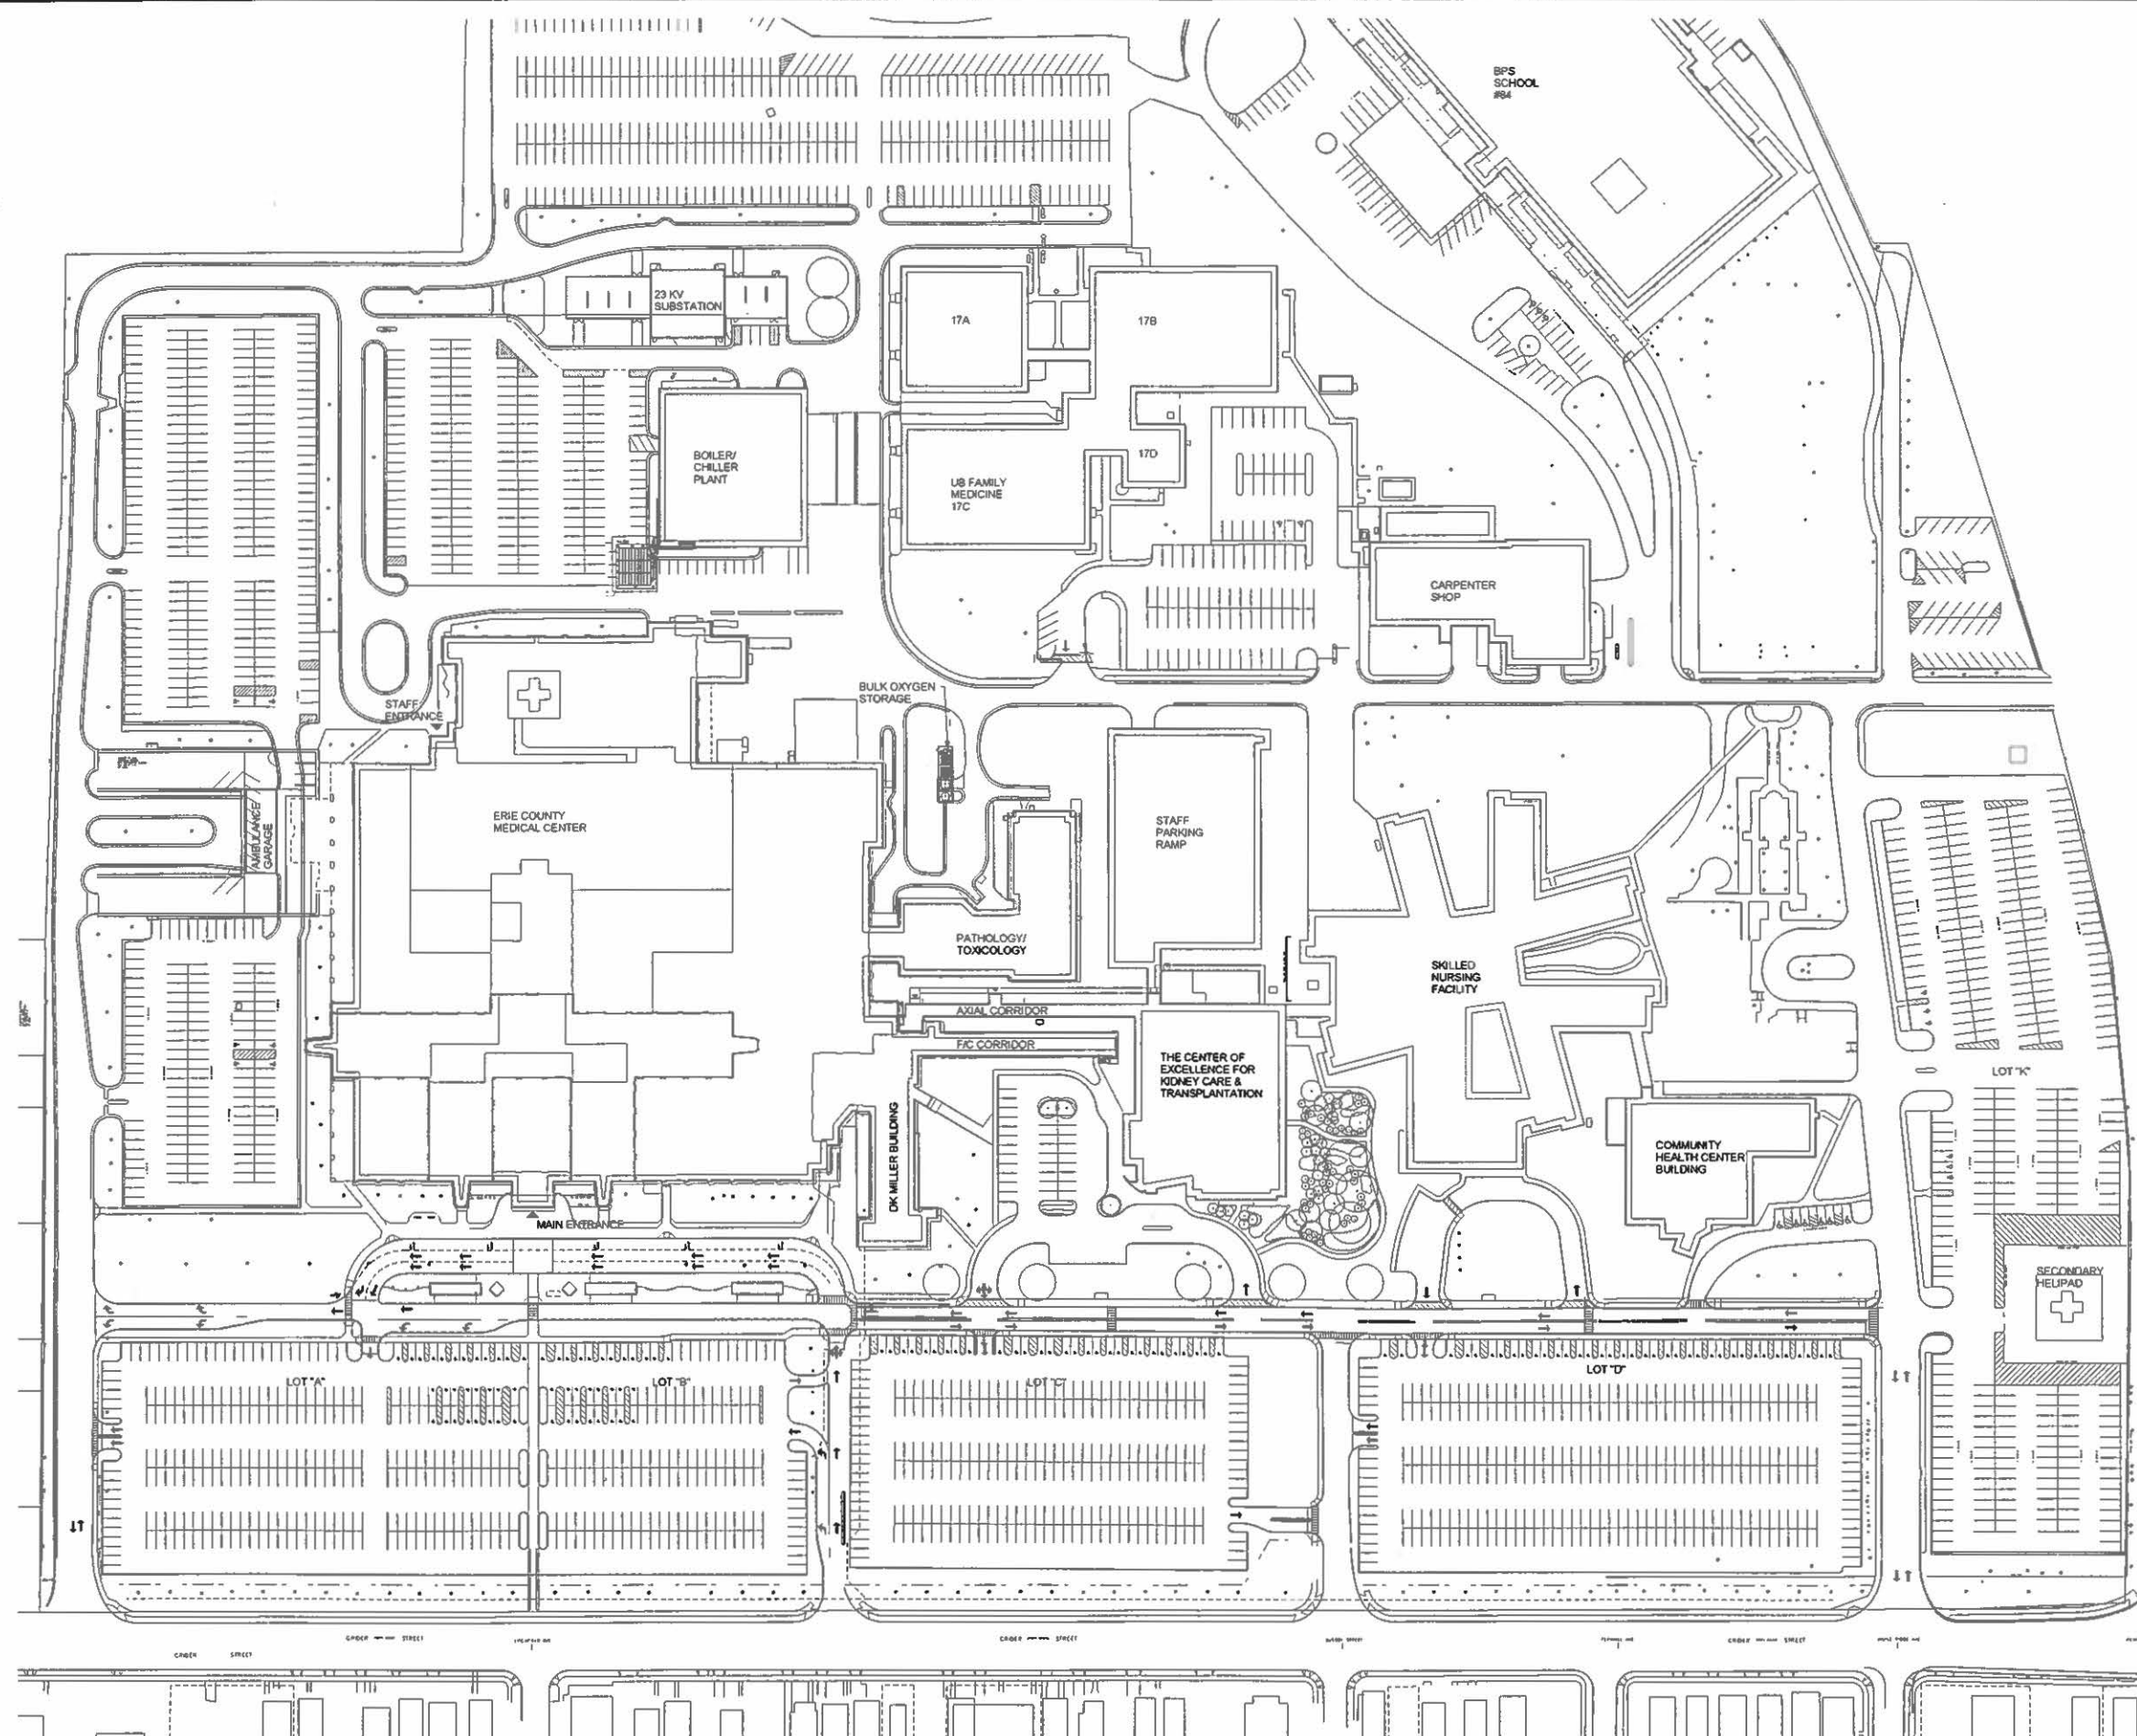 BPS
SCHOOL
#84
23 KV
SUBSTATION
17A
17B
BOILER/
CHILLER
PLANT
UB FAMILY
MEDICINE
17C
17D
CARPENTER
SHOP
STAFF
ENTRANCE
BULK OXYGEN
STORAGE
ERIE COUNTY
MEDICAL CENTER
AMBULANCE/
GARAGE
STAFF
PARKING
RAMP
PATHOLOGY/
TOXICOLOGY
SKILLED
NURSING
FACILITY
AXIAL CORRIDOR
F/C CORRIDOR
THE CENTER OF
EXCELLENCE FOR
KIDNEY CARE &
TRANSPLANTATION
LOT "K"
DK MILLER BUILDING
COMMUNITY
HEALTH CENTER
BUILDING
MAIN ENTRANCE
SECONDARY
HELIPAD
LOT "A"
LOT "B"
LOT "C"
LOT "D"
GRIDER STREET
GRIDER STREET
GRIDER STREET
GRIDER STREET